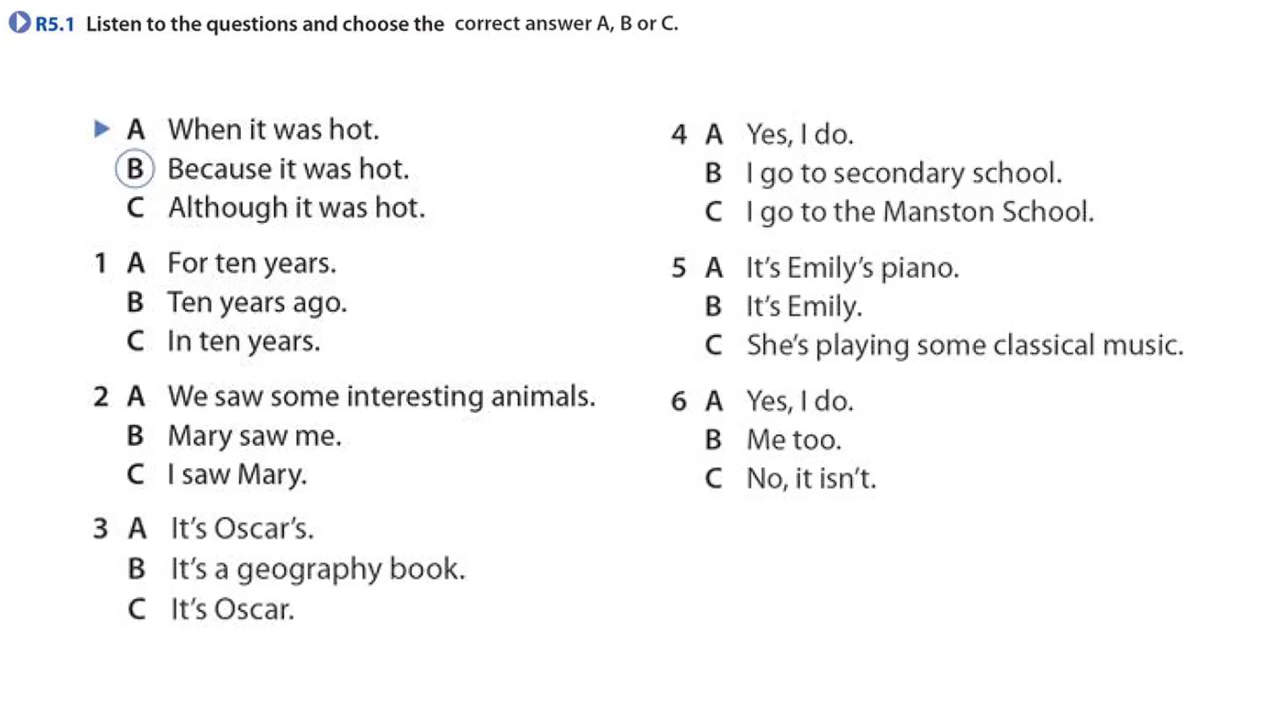 R5.1 Listen to the questions and choose the correct answer A, B or C.
A When it was hot.
B Because it was hot.
C Although it was hot.
1 A For ten years.
B Ten years ago.
C In ten years.
2 A We saw some interesting animals.
B Mary saw me.
C I saw Mary.
3 A It's Oscar's.
B It's a geography book.
C It's Oscar.
4 A Yes, I do.
B I go to secondary school.
C I go to the Manston School.
5 A It's Emily's piano.
B It's Emily.
C She's playing some classical music.
6 A Yes, I do.
B Me too.
C No, it isn't.